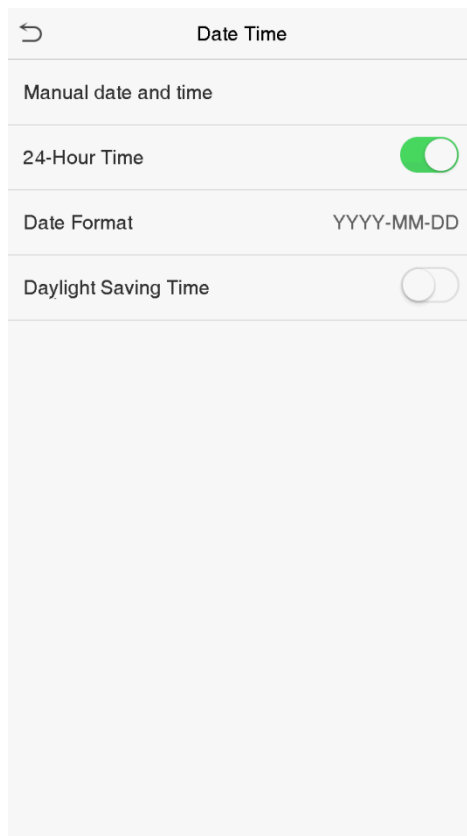 Date Time
Manual date and time
24-Hour Time
Date Format YYYY-MM-DD
Daylight Saving Time